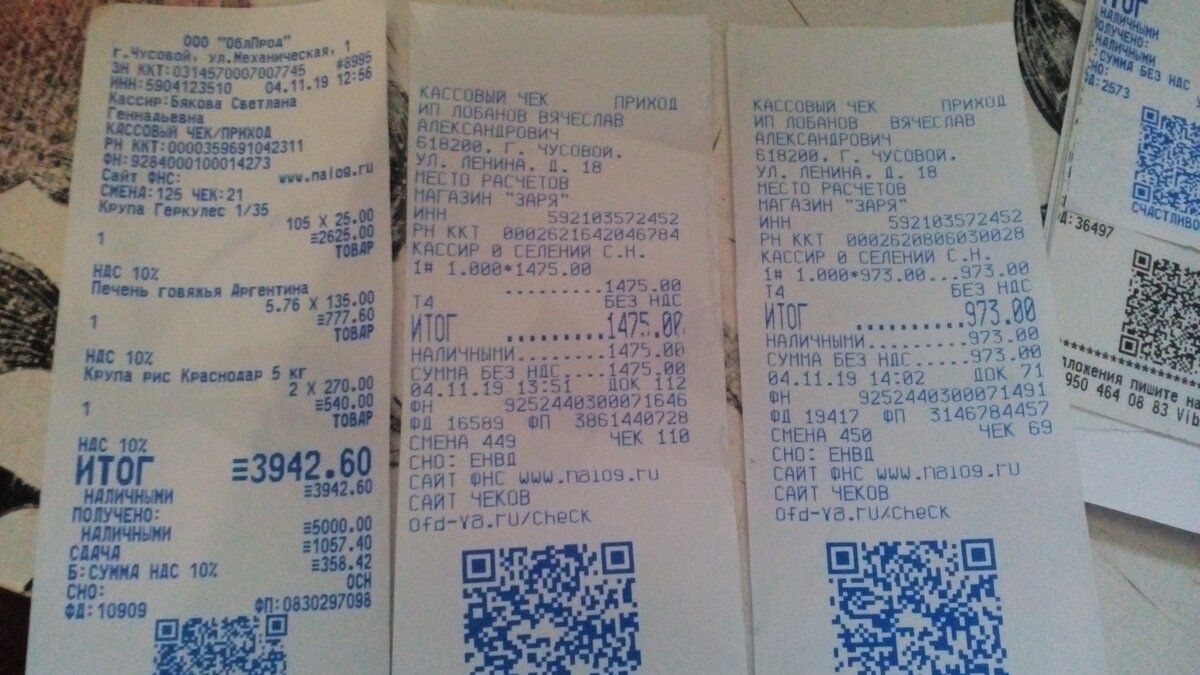 ООО "ОблПрод"
г.Чусовой, ул.Механическая, 1
ЗН ККТ:0314570007007745 #8995
ИНН:5904123510 04.11.19 12:56
Кассир:Бякова Светлана
Геннадьевна
КАССОВЫЙ ЧЕК/ПРИХОД
РН ККТ:0000359691042311
ФН:9284000100014273
Сайт ФНС: www.nalog.ru
СМЕНА:125 ЧЕК:21
Крупа Геркулес 1/35
105 X 25.00
1 ≡2625.00
ТОВАР
НДС 10%
Печень говяжья Аргентина
5.76 X 135.00
1 ≡777.60
ТОВАР
НДС 10%
Крупа рис Краснодар 5 кг
2 X 270.00
1 ≡540.00
ТОВАР
НДС 10%
ИТОГ ≡3942.60
НАЛИЧНЫМИ ≡3942.60
ПОЛУЧЕНО:
НАЛИЧНЫМИ ≡5000.00
СДАЧА ≡1057.40
Б:СУММА НДС 10% ≡358.42
СНО: ОСН
ФД:10909 ФП:0830297098
КАССОВЫЙ ЧЕК ПРИХОД
ИП ЛОБАНОВ ВЯЧЕСЛАВ
АЛЕКСАНДРОВИЧ
618200, Г. ЧУСОВОЙ,
УЛ. ЛЕНИНА, Д. 18
МЕСТО РАСЧЕТОВ
МАГАЗИН "ЗАРЯ"
ИНН 592103572452
РН ККТ 0002621642046784
КАССИР 0 СЕЛЕНИЙ С.Н.
1# 1.000*1475.00
.........1475.00
Т4 БЕЗ НДС
ИТОГ ..........1475.00
НАЛИЧНЫМИ.........1475.00
СУММА БЕЗ НДС....1475.00
04.11.19 13:51 ДОК 112
ФН 9252440300071646
ФД 16589 ФП 3861440728
СМЕНА 449 ЧЕК 110
СНО: ЕНВД
САЙТ ФНС www.nalog.ru
САЙТ ЧЕКОВ
ofd-ya.ru/check
КАССОВЫЙ ЧЕК ПРИХОД
ИП ЛОБАНОВ ВЯЧЕСЛАВ
АЛЕКСАНДРОВИЧ
618200, Г. ЧУСОВОЙ,
УЛ. ЛЕНИНА, Д. 18
МЕСТО РАСЧЕТОВ
МАГАЗИН "ЗАРЯ"
ИНН 592103572452
РН ККТ 0002620806030028
КАССИР 0 СЕЛЕНИЙ С.Н.
1# 1.000*973.00...973.00
Т4 БЕЗ НДС
ИТОГ ...........973.00
НАЛИЧНЫМИ..........973.00
СУММА БЕЗ НДС.....973.00
04.11.19 14:02 ДОК 71
ФН 9252440300071491
ФД 19417 ФП 3146784457
СМЕНА 450 ЧЕК 69
СНО: ЕНВД
САЙТ ФНС www.nalog.ru
САЙТ ЧЕКОВ
ofd-ya.ru/check
ИТОГ
НАЛИЧНЫМИ
ПОЛУЧЕНО:
НАЛИЧНЫМИ
:СУММА БЕЗ НДС
НО:
Д:2573
СЧАСТЛИВО
Д:36497
дложения пишите на
950 464 08 83 Vib